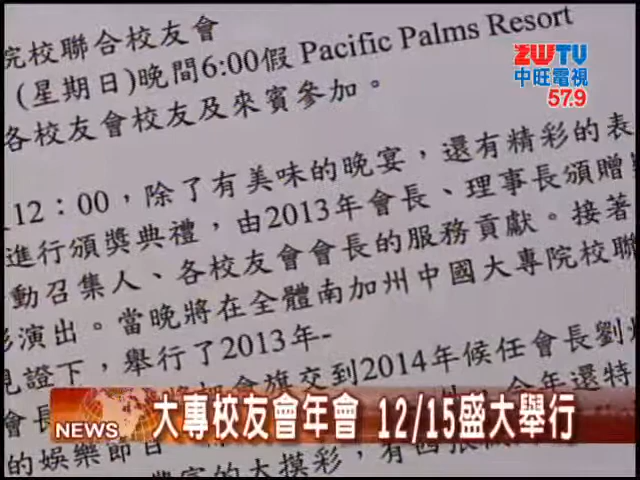 院校聯合校友會
(星期日)晚間6:00假 Pacific Palms Resort
各校友會校友及來賓參加。
12：00，除了有美味的晚宴，還有精彩的表
進行頒獎典禮，由2013年會長、理事長頒贈
動召集人、各校友會會長的服務貢獻。接著
演出。當晚將在全體南加州中國大專院校聯
見證下，舉行了2013年-
會旗交到2014年候任會長劉
會長
今年還特
的娛樂節目
的大摸彩，有
ZWTV
中旺電視
57.9
NEWS
大專校友會年會 12/15盛大舉行